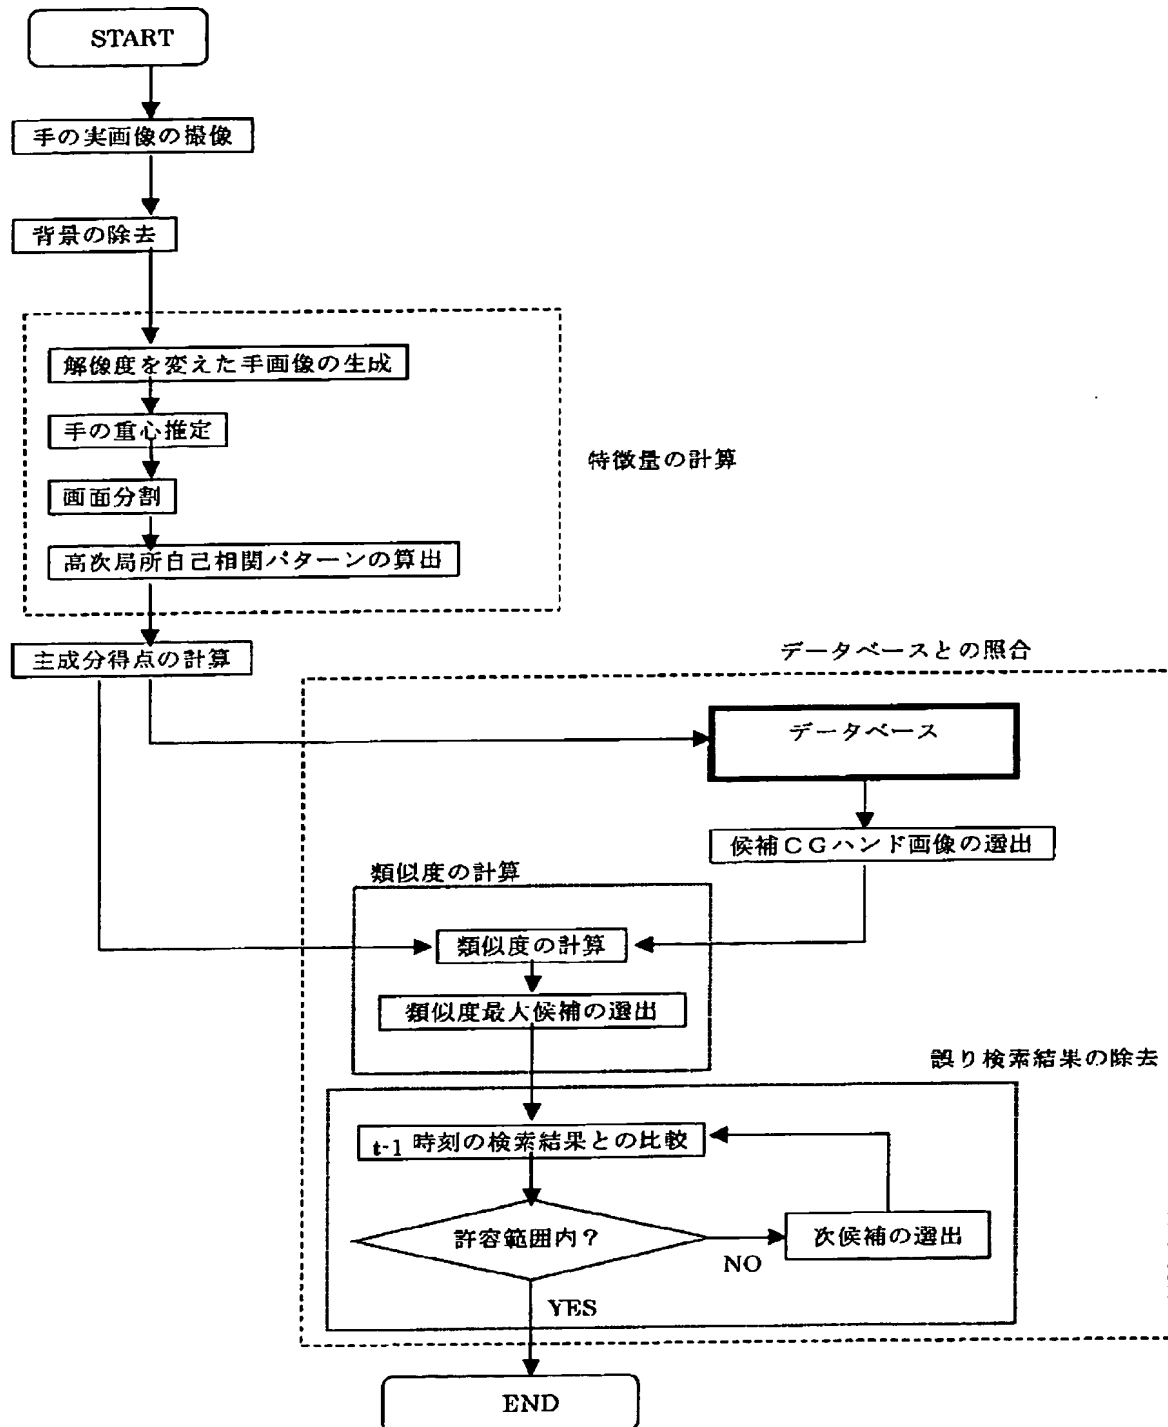 START
手の実画像の撮像
背景の除去
解像度を変えた手画像の生成
手の重心推定
特徴量の計算
画面分割
高次局所自己相関パターンの算出
主成分得点の計算
データベースとの照合
データベース
候補CGハンド画像の選出
類似度の計算
類似度の計算
類似度最大候補の選出
誤り検索結果の除去
t-1 時刻の検索結果との比較
許容範囲内?
次候補の選出
NO
YES
END